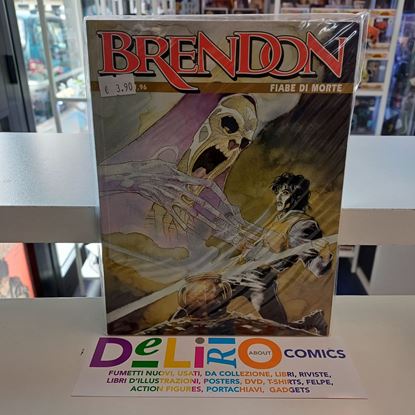 BRENDON
€ 3.90
96
FIABE DI MORTE
DeLiRIO
ABOUT
COMICS
FUMETTI NUOVI, USATI, DA COLLEZIONE, LIBRI, RIVISTE,
LIBRI D'ILLUSTRAZIONI, POSTERS, DVD, T-SHIRTS, FELPE,
ACTION FIGURES, PORTACHIAVI, GADGETS